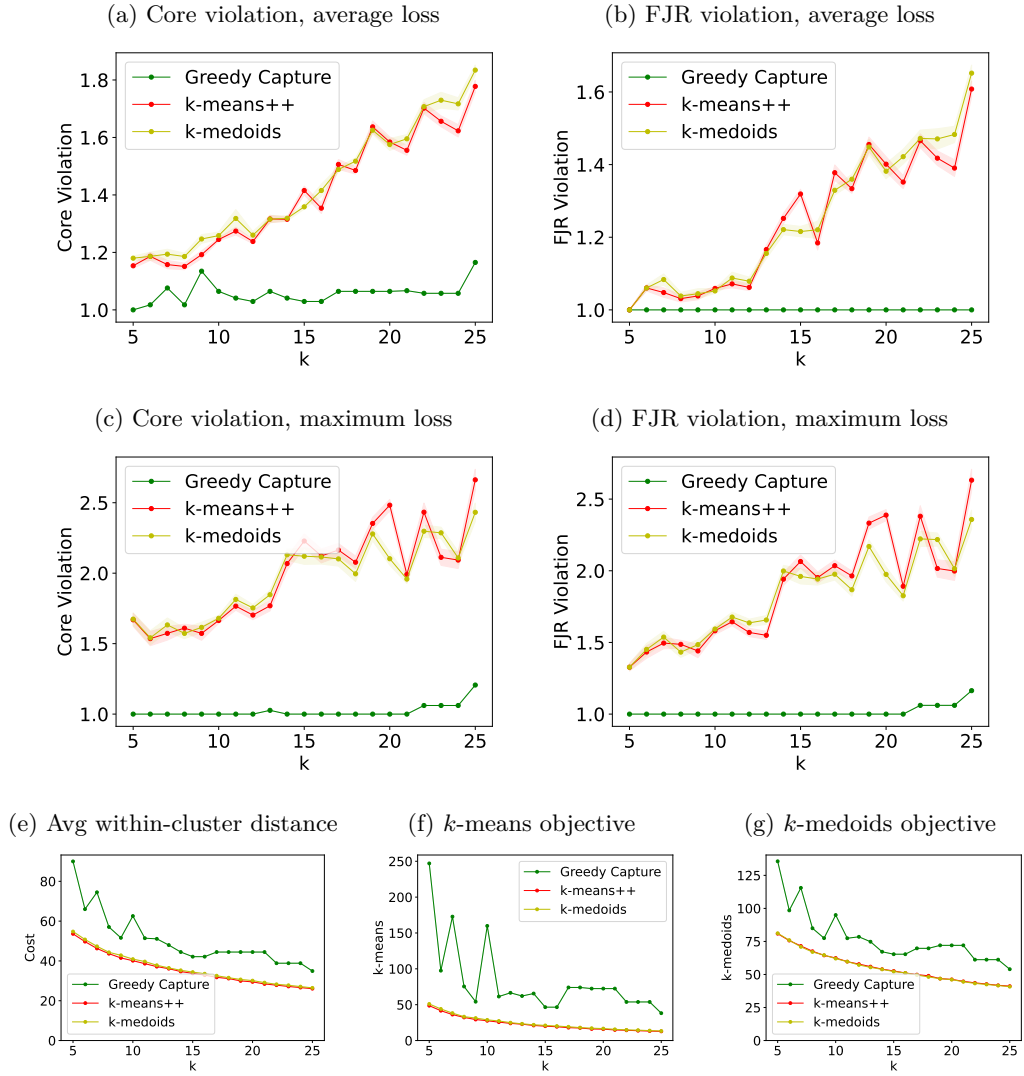 (a) Core violation, average loss
Core Violation
1.8
1.6
1.4
1.2
1.0
Greedy Capture
k-means++
k-medoids
5 10 15 20 25
k
(b) FJR violation, average loss
FJR Violation
1.6
1.4
1.2
1.0
Greedy Capture
k-means++
k-medoids
5 10 15 20 25
k
(c) Core violation, maximum loss
Core Violation
2.5
2.0
1.5
1.0
Greedy Capture
k-means++
k-medoids
5 10 15 20 25
k
(d) FJR violation, maximum loss
FJR Violation
2.5
2.0
1.5
1.0
Greedy Capture
k-means++
k-medoids
5 10 15 20 25
k
(e) Avg within-cluster distance
Cost
80
60
40
20
0
Greedy Capture
k-means++
k-medoids
5 10 15 20 25
k
(f) k-means objective
k-means
250
200
150
100
50
0
Greedy Capture
k-means++
k-medoids
5 10 15 20 25
k
(g) k-medoids objective
k-medoids
125
100
75
50
25
0
Greedy Capture
k-means++
k-medoids
5 10 15 20 25
k